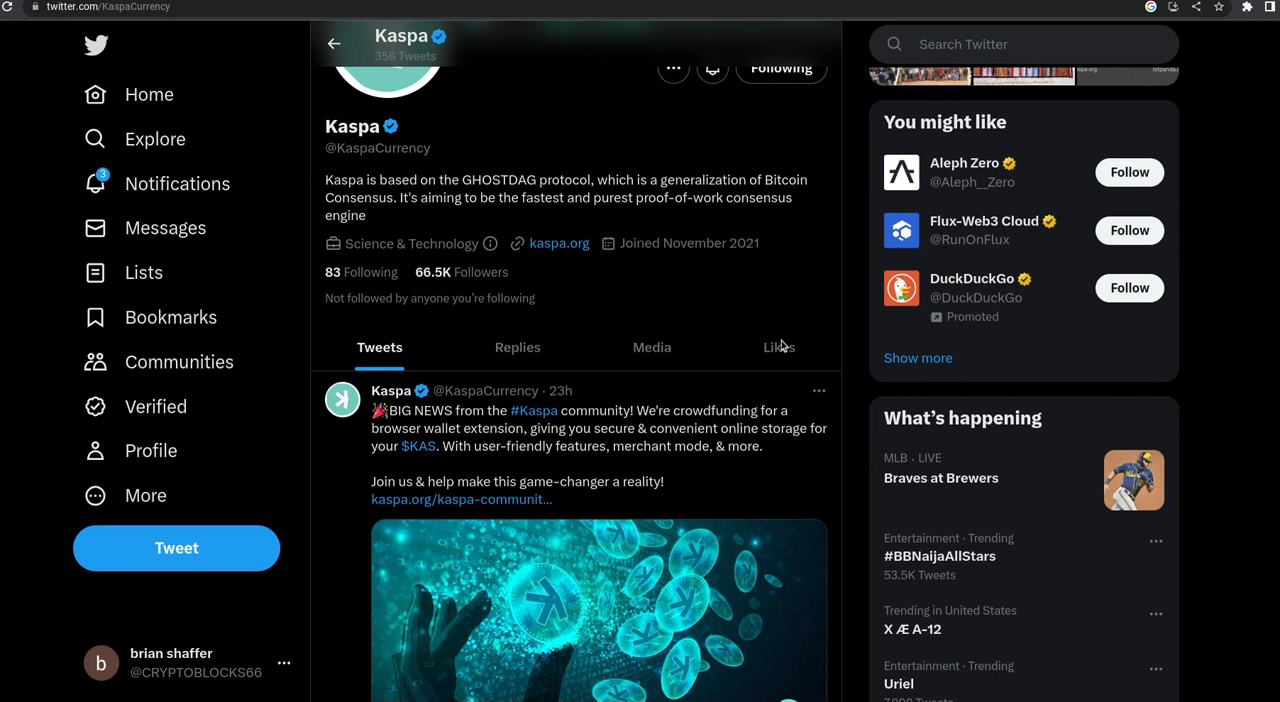 twitter.com/KaspaCurrency
Home
Explore
3
Notifications
Messages
Lists
Bookmarks
Communities
Verified
Profile
More
Tweet
b
brian shaffer
@CRYPTOBLOCKS66
Kaspa
358 Tweets
Following
Kaspa
@KaspaCurrency
Kaspa is based on the GHOSTDAG protocol, which is a generalization of Bitcoin
Consensus. It's aiming to be the fastest and purest proof-of-work consensus
engine
Science & Technology kaspa.org Joined November 2021
83 Following 66.5K Followers
Not followed by anyone you're following
Tweets Replies Media Likes
Kaspa @KaspaCurrency · 23h
🎉BIG NEWS from the #Kaspa community! We're crowdfunding for a
browser wallet extension, giving you secure & convenient online storage for
your $KAS. With user-friendly features, merchant mode, & more.
Join us & help make this game-changer a reality!
kaspa.org/kaspa-communit…
Search Twitter
You might like
Aleph Zero
@Aleph__Zero
Follow
Flux-Web3 Cloud
@RunOnFlux
Follow
DuckDuckGo
@DuckDuckGo
Promoted
Follow
Show more
What's happening
MLB · LIVE
Braves at Brewers
Entertainment · Trending
#BBNaijaAllStars
53.5K Tweets
Trending in United States
X Æ A-12
Entertainment · Trending
Uriel